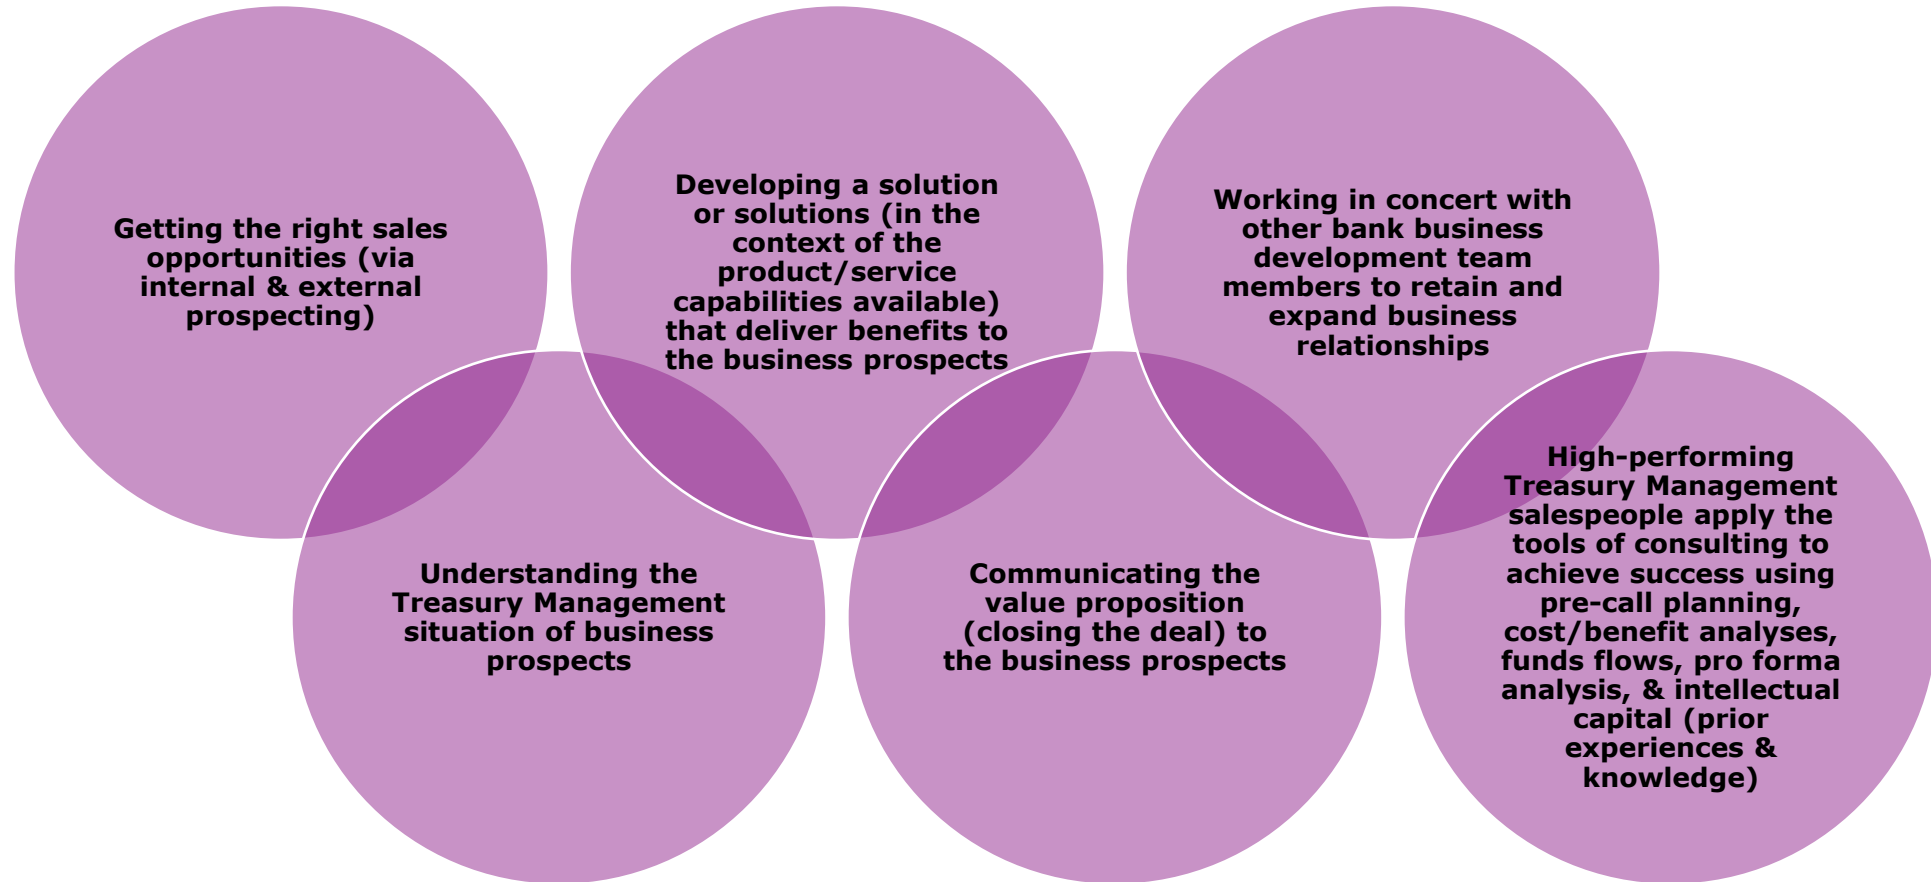 Getting the right sales
opportunities (via
internal & external
prospecting)
Understanding the
Treasury Management
situation of business
prospects
Developing a solution
or solutions (in the
context of the
product/service
capabilities available)
that deliver benefits to
the business prospects
Communicating the
value proposition
(closing the deal) to
the business prospects
Working in concert with
other bank business
development team
members to retain and
expand business
relationships
High-performing
Treasury Management
salespeople apply the
tools of consulting to
achieve success using
pre-call planning,
cost/benefit analyses,
funds flows, pro forma
analysis, & intellectual
capital (prior
experiences &
knowledge)